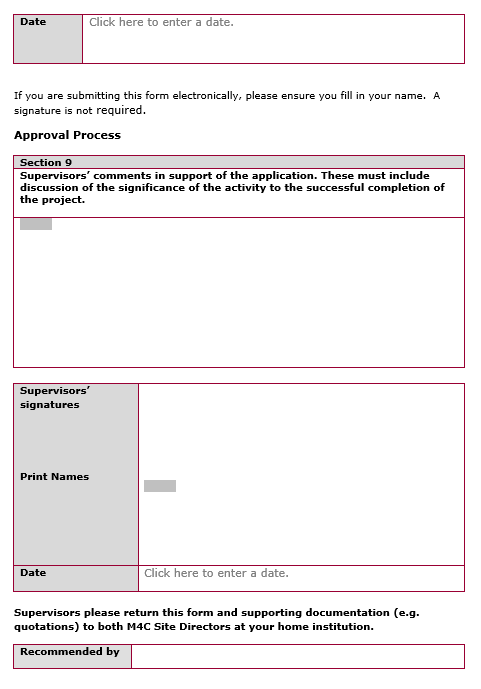 Date
Click here to enter a date.
If you are submitting this form electronically, please ensure you fill in your name.  A
signature is not required.
Approval Process
Section 9
Supervisors’ comments in support of the application. These must include
discussion of the significance of the activity to the successful completion of
the project.
Supervisors’
signatures
Print Names
Date
Click here to enter a date.
Supervisors please return this form and supporting documentation (e.g.
quotations) to both M4C Site Directors at your home institution.
Recommended by